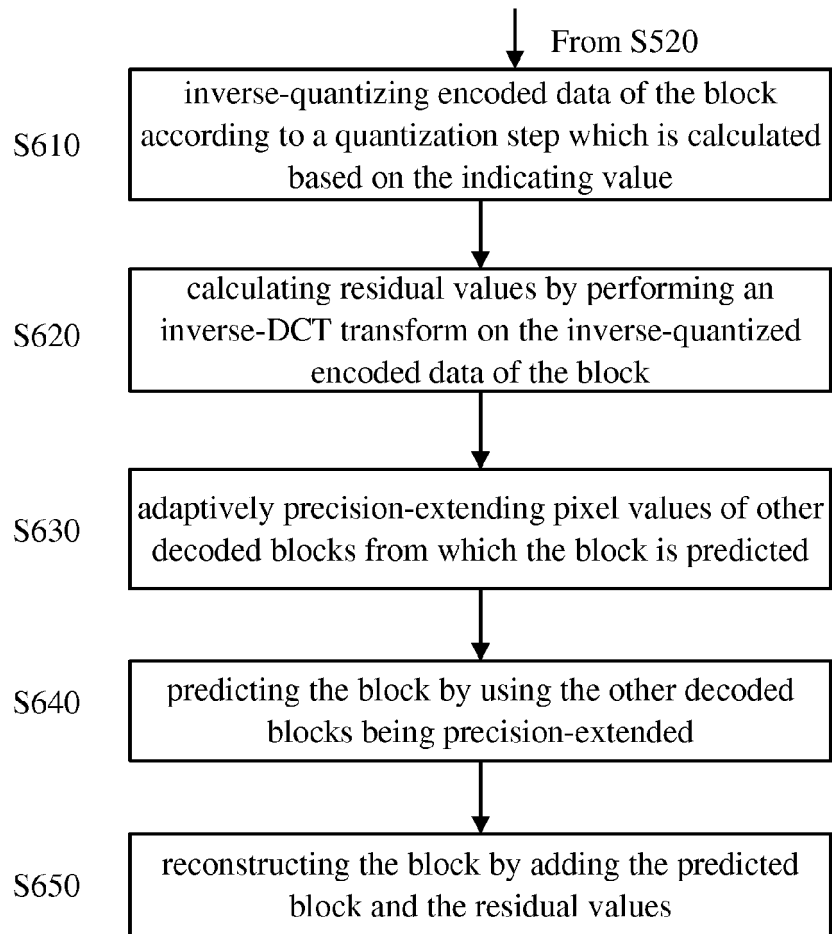 From S520
S610
inverse-quantizing encoded data of the block
according to a quantization step which is calculated
based on the indicating value
S620
calculating residual values by performing an
inverse-DCT transform on the inverse-quantized
encoded data of the block
S630
adaptively precision-extending pixel values of other
decoded blocks from which the block is predicted
S640
predicting the block by using the other decoded
blocks being precision-extended
S650
reconstructing the block by adding the predicted
block and the residual values